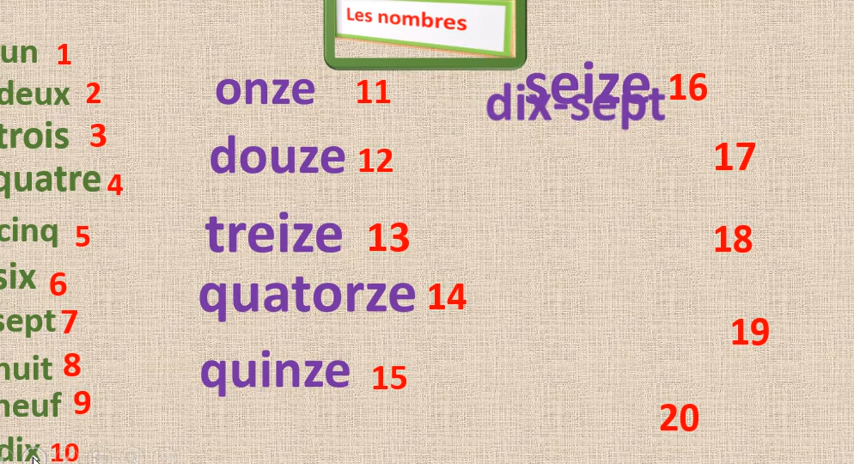 Les nombres
un 1
deux 2
trois 3
quatre 4
cinq 5
six 6
sept 7
huit 8
neuf 9
dix 10
onze 11
douze 12
treize 13
quatorze 14
quinze 15
seize 16
dix-sept
17
18
19
20